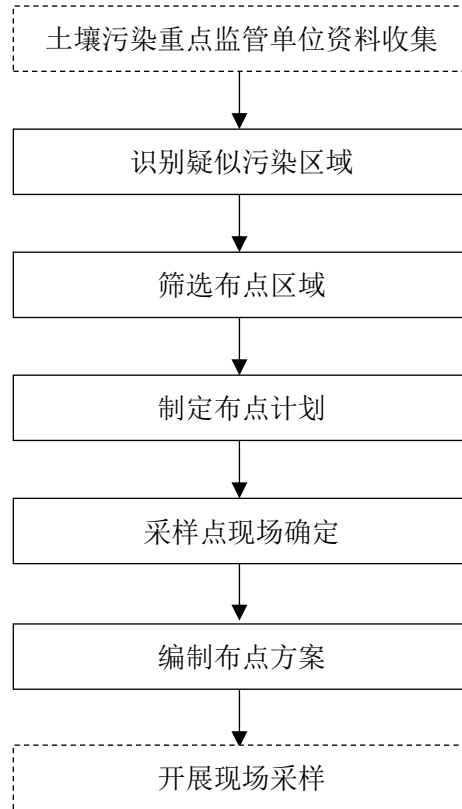 土壤污染重点监管单位资料收集
识别疑似污染区域
筛选布点区域
制定布点计划
采样点现场确定
编制布点方案
开展现场采样